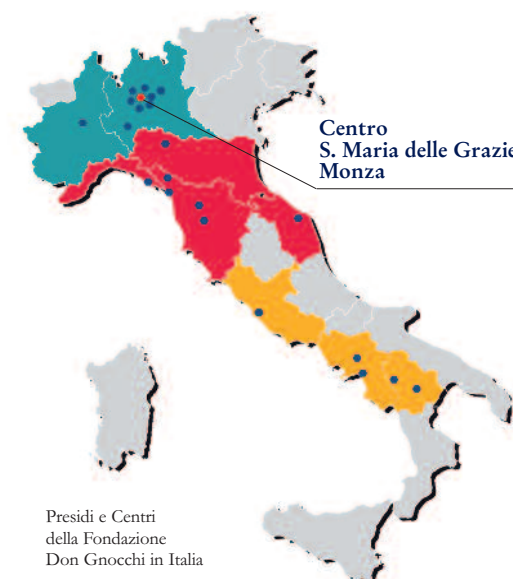 Centro
S. Maria delle Grazie
Monza
Presidi e Centri
della Fondazione
Don Gnocchi in Italia